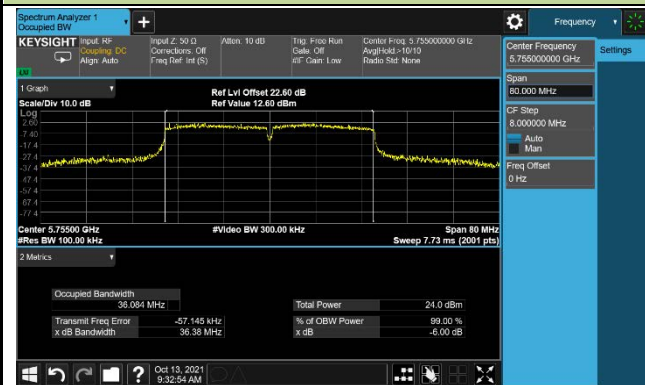 Spectrum Analyzer 1
Occupied BW
Frequency
KEYSIGHT
Input: RF
Coupling: DC
Align: Auto
Input Z: 50 Ω
Corrections: Off
Freq Ref: Int (S)
Atten: 10 dB
Trig: Free Run
Gate: Off
#IF Gain: Low
Center Freq: 5.755000000 GHz
Avg|Hold:>10/10
Radio Std: None
Center Frequency
5.755000000 GHz
Settings
Span
80.000 MHz
CF Step
8.000000 MHz
Auto
Man
Freq Offset
0 Hz
1 Graph
Scale/Div 10.0 dB
Ref Lvl Offset 22.60 dB
Ref Value 12.60 dBm
Log
2.60
-7.40
-17.4
-27.4
-37.4
-47.4
-57.4
-67.4
-77.4
Center 5.75500 GHz
#Video BW 300.00 kHz
Span 80 MHz
#Res BW 100.00 kHz
Sweep 7.73 ms (2001 pts)
2 Metrics
Occupied Bandwidth
36.084 MHz
Total Power
24.0 dBm
Transmit Freq Error
-57.145 kHz
% of OBW Power
99.00 %
x dB Bandwidth
36.38 MHz
x dB
-6.00 dB
Oct 13, 2021
9:32:54 AM